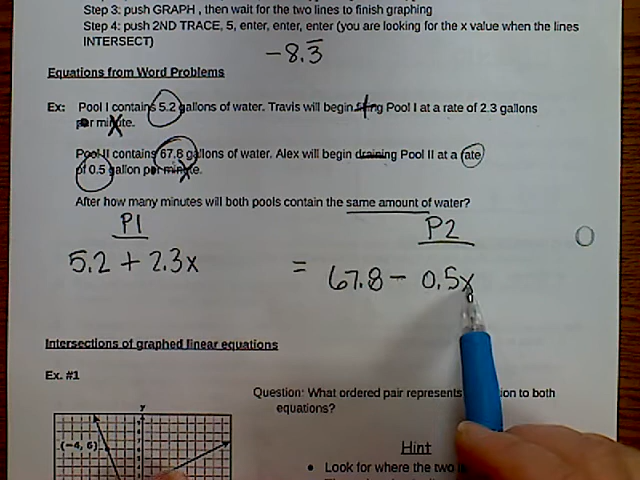 Step 3: push GRAPH , then wait for the two lines to finish graphing
Step 4: push 2ND TRACE, 5, enter, enter, enter (you are looking for the x value when the lines
INTERSECT)
-8.3̅
Equations from Word Problems
Ex: Pool I contains 5.2 gallons of water. Travis will begin Pool I at a rate of 2.3 gallons
per minute.
x
Pool II contains 67.8 gallons of water. Alex will begin draining Pool II at a rate
of 0.5 gallon per minute.
x
After how many minutes will both pools contain the same amount of water?
P1 P2
5.2 + 2.3x = 67.8 - 0.5x
Intersections of graphed linear equations
Ex. #1
Question: What ordered pair represents to both
equations?
y
(-4, 6)
Hint
• Look for where the two